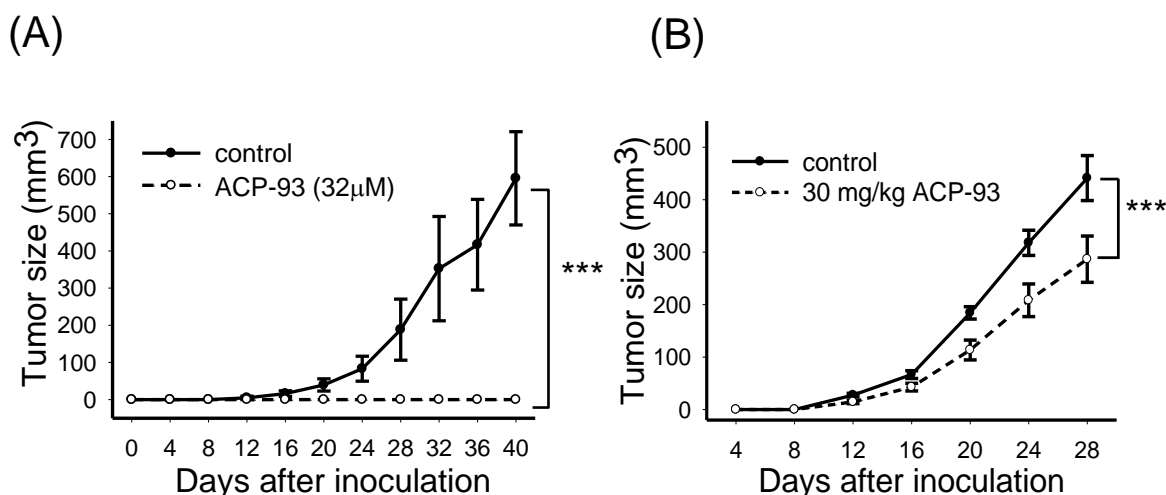 (A)
Tumor size (mm3)
700
600
500
400
300
200
100
0
control
ACP-93 (32μM)
***
0 4 8 12 16 20 24 28 32 36 40
Days after inoculation
(B)
Tumor size (mm3)
500
400
300
200
100
0
control
30 mg/kg ACP-93
***
4 8 12 16 20 24 28
Days after inoculation